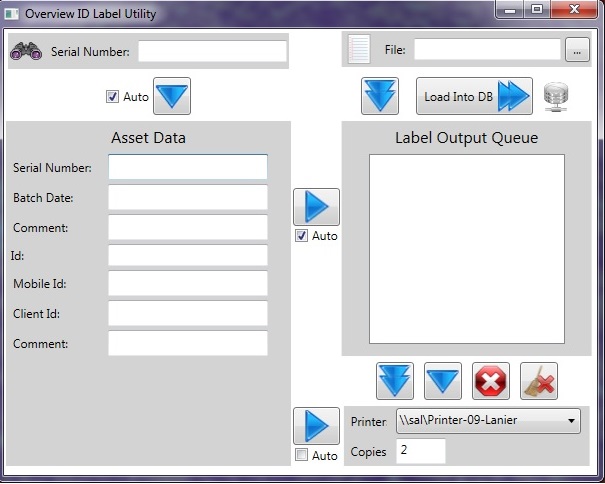 Overview ID Label Utility
Serial Number:
File:
...
Auto
Load Into DB
Asset Data
Label Output Queue
Serial Number:
Batch Date:
Comment:
Auto
Id:
Mobile Id:
Client Id:
Comment:
Printer
\\sal\Printer-09-Lanier
Auto
Copies
2